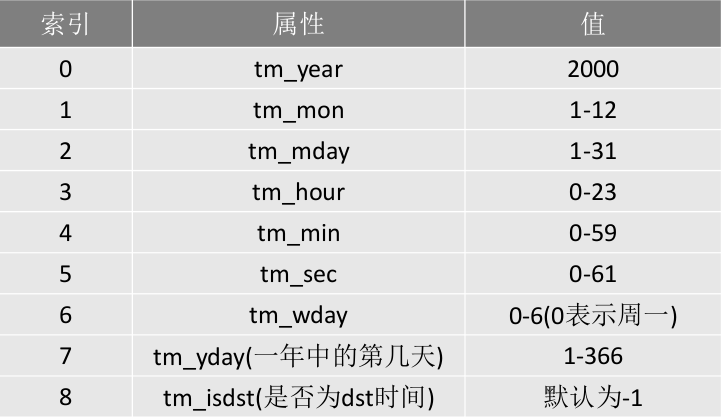 索引 属性 值
0 tm_year 2000
1 tm_mon 1-12
2 tm_mday 1-31
3 tm_hour 0-23
4 tm_min 0-59
5 tm_sec 0-61
6 tm_wday 0-6(0表示周一)
7 tm_yday(一年中的第几天) 1-366
8 tm_isdst(是否为dst时间) 默认为-1